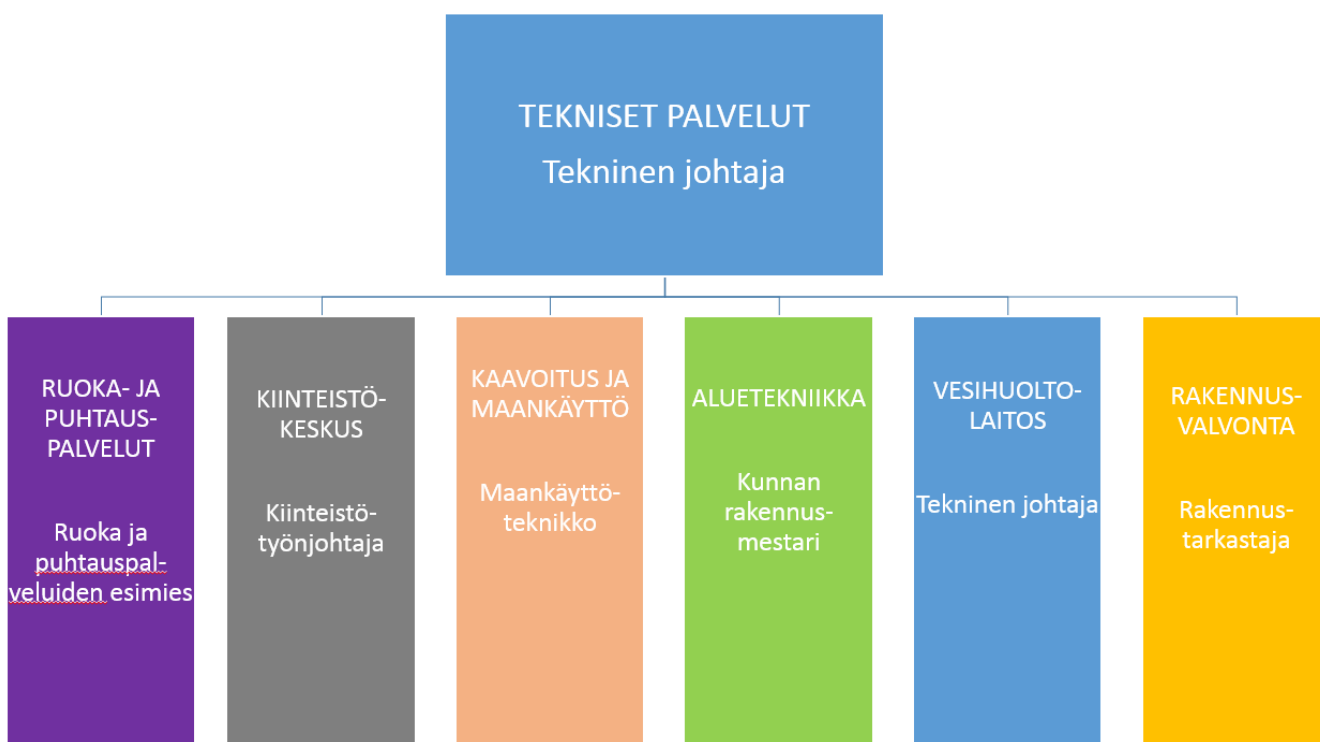 TEKNISET PALVELUT
Tekninen johtaja
RUOKA- JA
PUHTAUS-
PALVELUT
Ruoka ja
puhtauspal-
veluiden esimies
KIINTEISTÖ-
KESKUS
Kiinteistö-
työnjohtaja
KAAVOITUS JA
MAANKÄYTTÖ
Maankäyttö-
teknikko
ALUETEKNIIKKA
Kunnan
rakennus-
mestari
VESIHUOLTO-
LAITOS
Tekninen johtaja
RAKENNUS-
VALVONTA
Rakennus-
tarkastaja